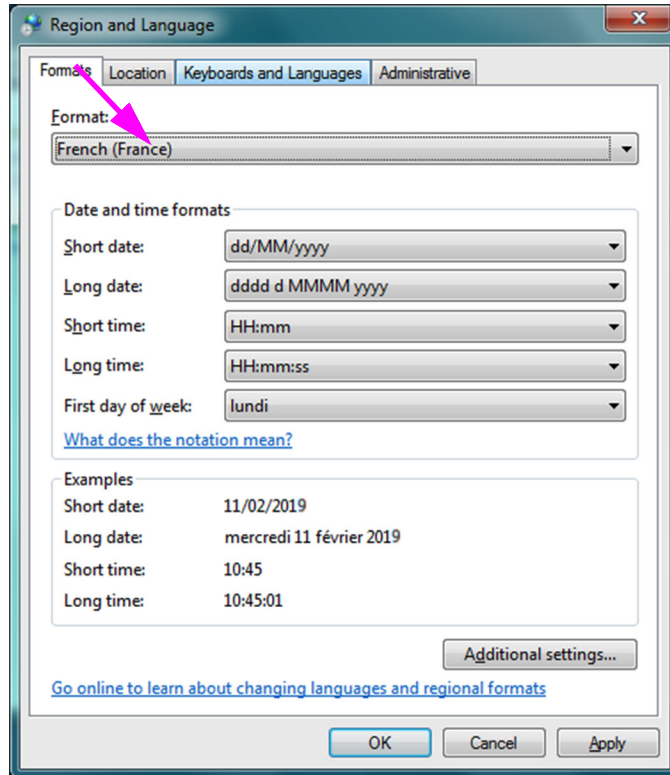 Region and Language
Formats Location Keyboards and Languages Administrative
Format:
French (France)
Date and time formats
Short date: dd/MM/yyyy
Long date: dddd d MMMM yyyy
Short time: HH:mm
Long time: HH:mm:ss
First day of week: lundi
What does the notation mean?
Examples
Short date: 11/02/2019
Long date: mercredi 11 février 2019
Short time: 10:45
Long time: 10:45:01
Additional settings...
Go online to learn about changing languages and regional formats
OK Cancel Apply